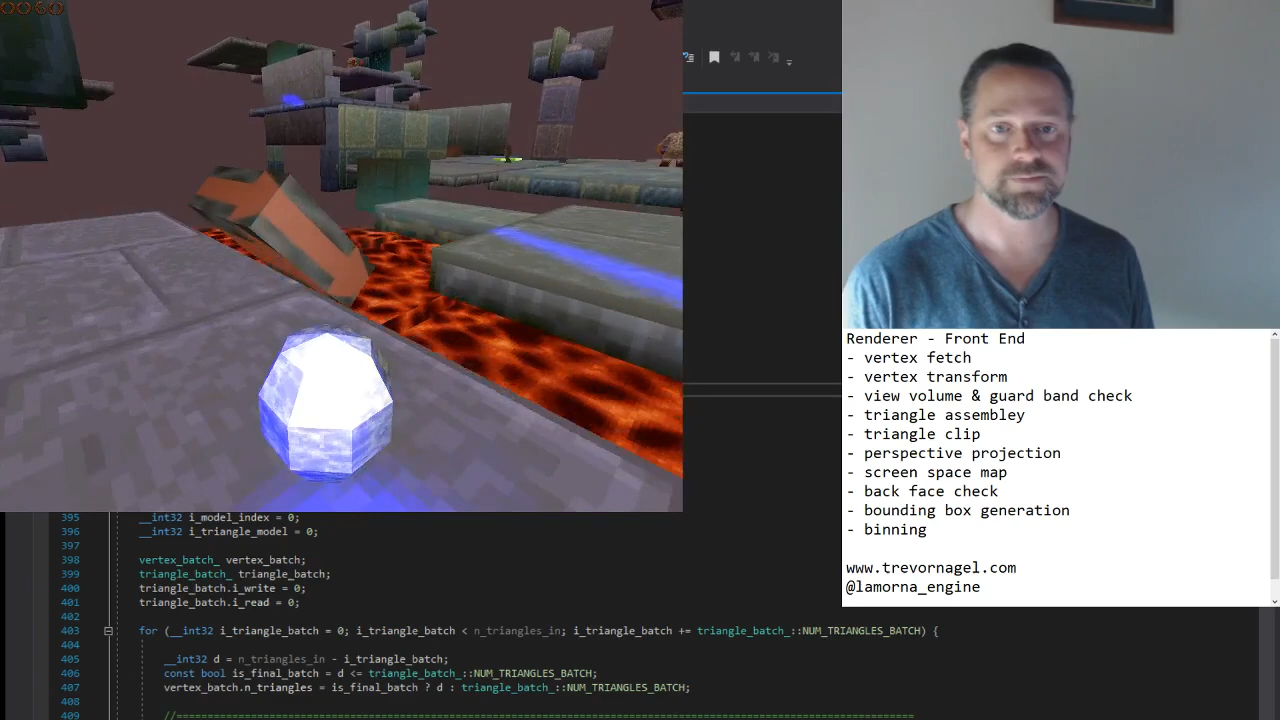 0060
Renderer - Front End
- vertex fetch
- vertex transform
- view volume & guard band check
- triangle assembley
- triangle clip
- perspective projection
- screen space map
- back face check
- bounding box generation
- binning
www.trevornagel.com
@lamorna_engine
395 __int32 i_model_index = 0;
396 __int32 i_triangle_model = 0;
397
398 vertex_batch_ vertex_batch;
399 triangle_batch_ triangle_batch;
400 triangle_batch.i_write = 0;
401 triangle_batch.i_read = 0;
402
403 for (__int32 i_triangle_batch = 0; i_triangle_batch < n_triangles_in; i_triangle_batch += triangle_batch_::NUM_TRIANGLES_BATCH) {
404
405 __int32 d = n_triangles_in - i_triangle_batch;
406 const bool is_final_batch = d <= triangle_batch_::NUM_TRIANGLES_BATCH;
407 vertex_batch.n_triangles = is_final_batch ? d : triangle_batch_::NUM_TRIANGLES_BATCH;
408
409 //==============================================================================================